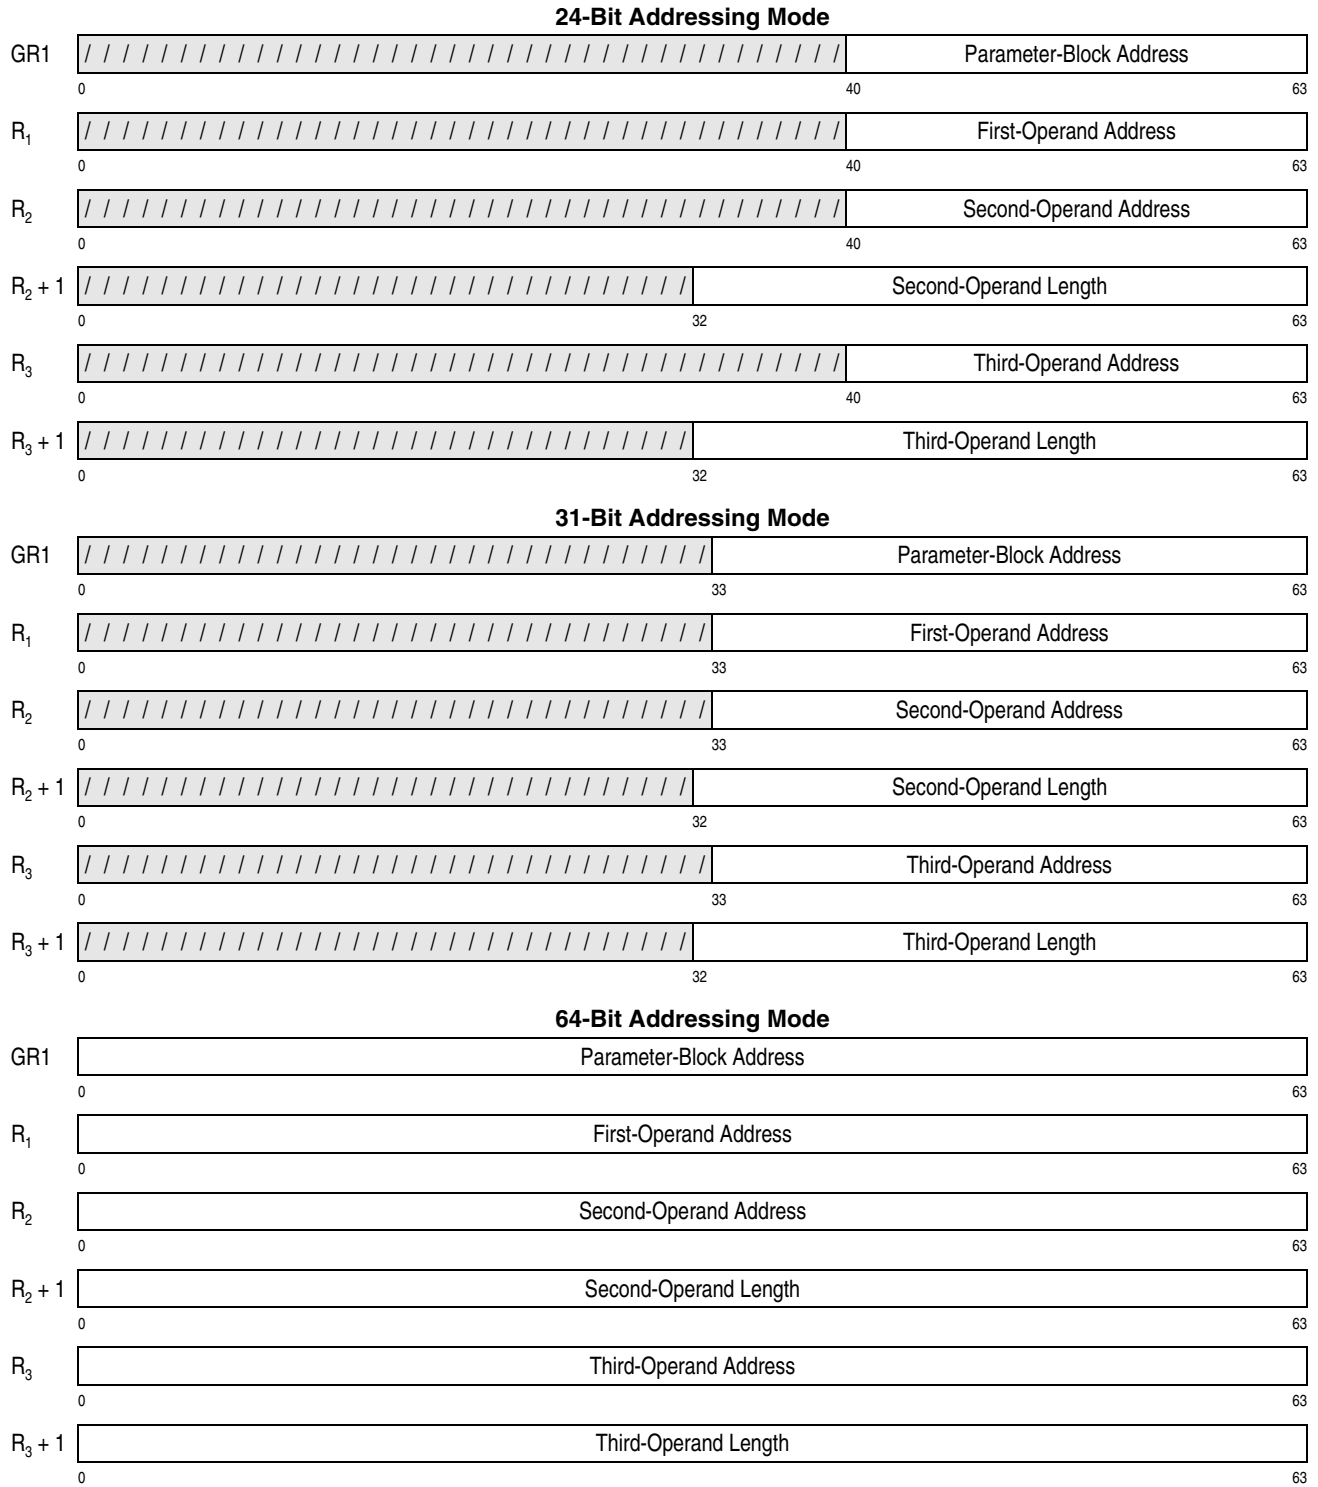 24-Bit Addressing Mode
GR1 / / / / / / / / / / / / / / / / / / / / / / / / / / / / / / / / / / / / / / / / Parameter-Block Address
0 40 63
R1 / / / / / / / / / / / / / / / / / / / / / / / / / / / / / / / / / / / / / / / / First-Operand Address
0 40 63
R2 / / / / / / / / / / / / / / / / / / / / / / / / / / / / / / / / / / / / / / / / Second-Operand Address
0 40 63
R2 + 1 / / / / / / / / / / / / / / / / / / / / / / / / / / / / / / / / Second-Operand Length
0 32 63
R3 / / / / / / / / / / / / / / / / / / / / / / / / / / / / / / / / / / / / / / / / Third-Operand Address
0 40 63
R3 + 1 / / / / / / / / / / / / / / / / / / / / / / / / / / / / / / / / Third-Operand Length
0 32 63
31-Bit Addressing Mode
GR1 / / / / / / / / / / / / / / / / / / / / / / / / / / / / / / / / / Parameter-Block Address
0 33 63
R1 / / / / / / / / / / / / / / / / / / / / / / / / / / / / / / / / / First-Operand Address
0 33 63
R2 / / / / / / / / / / / / / / / / / / / / / / / / / / / / / / / / / Second-Operand Address
0 33 63
R2 + 1 / / / / / / / / / / / / / / / / / / / / / / / / / / / / / / / / Second-Operand Length
0 32 63
R3 / / / / / / / / / / / / / / / / / / / / / / / / / / / / / / / / / Third-Operand Address
0 33 63
R3 + 1 / / / / / / / / / / / / / / / / / / / / / / / / / / / / / / / / Third-Operand Length
0 32 63
64-Bit Addressing Mode
GR1 Parameter-Block Address
0 63
R1 First-Operand Address
0 63
R2 Second-Operand Address
0 63
R2 + 1 Second-Operand Length
0 63
R3 Third-Operand Address
0 63
R3 + 1 Third-Operand Length
0 63